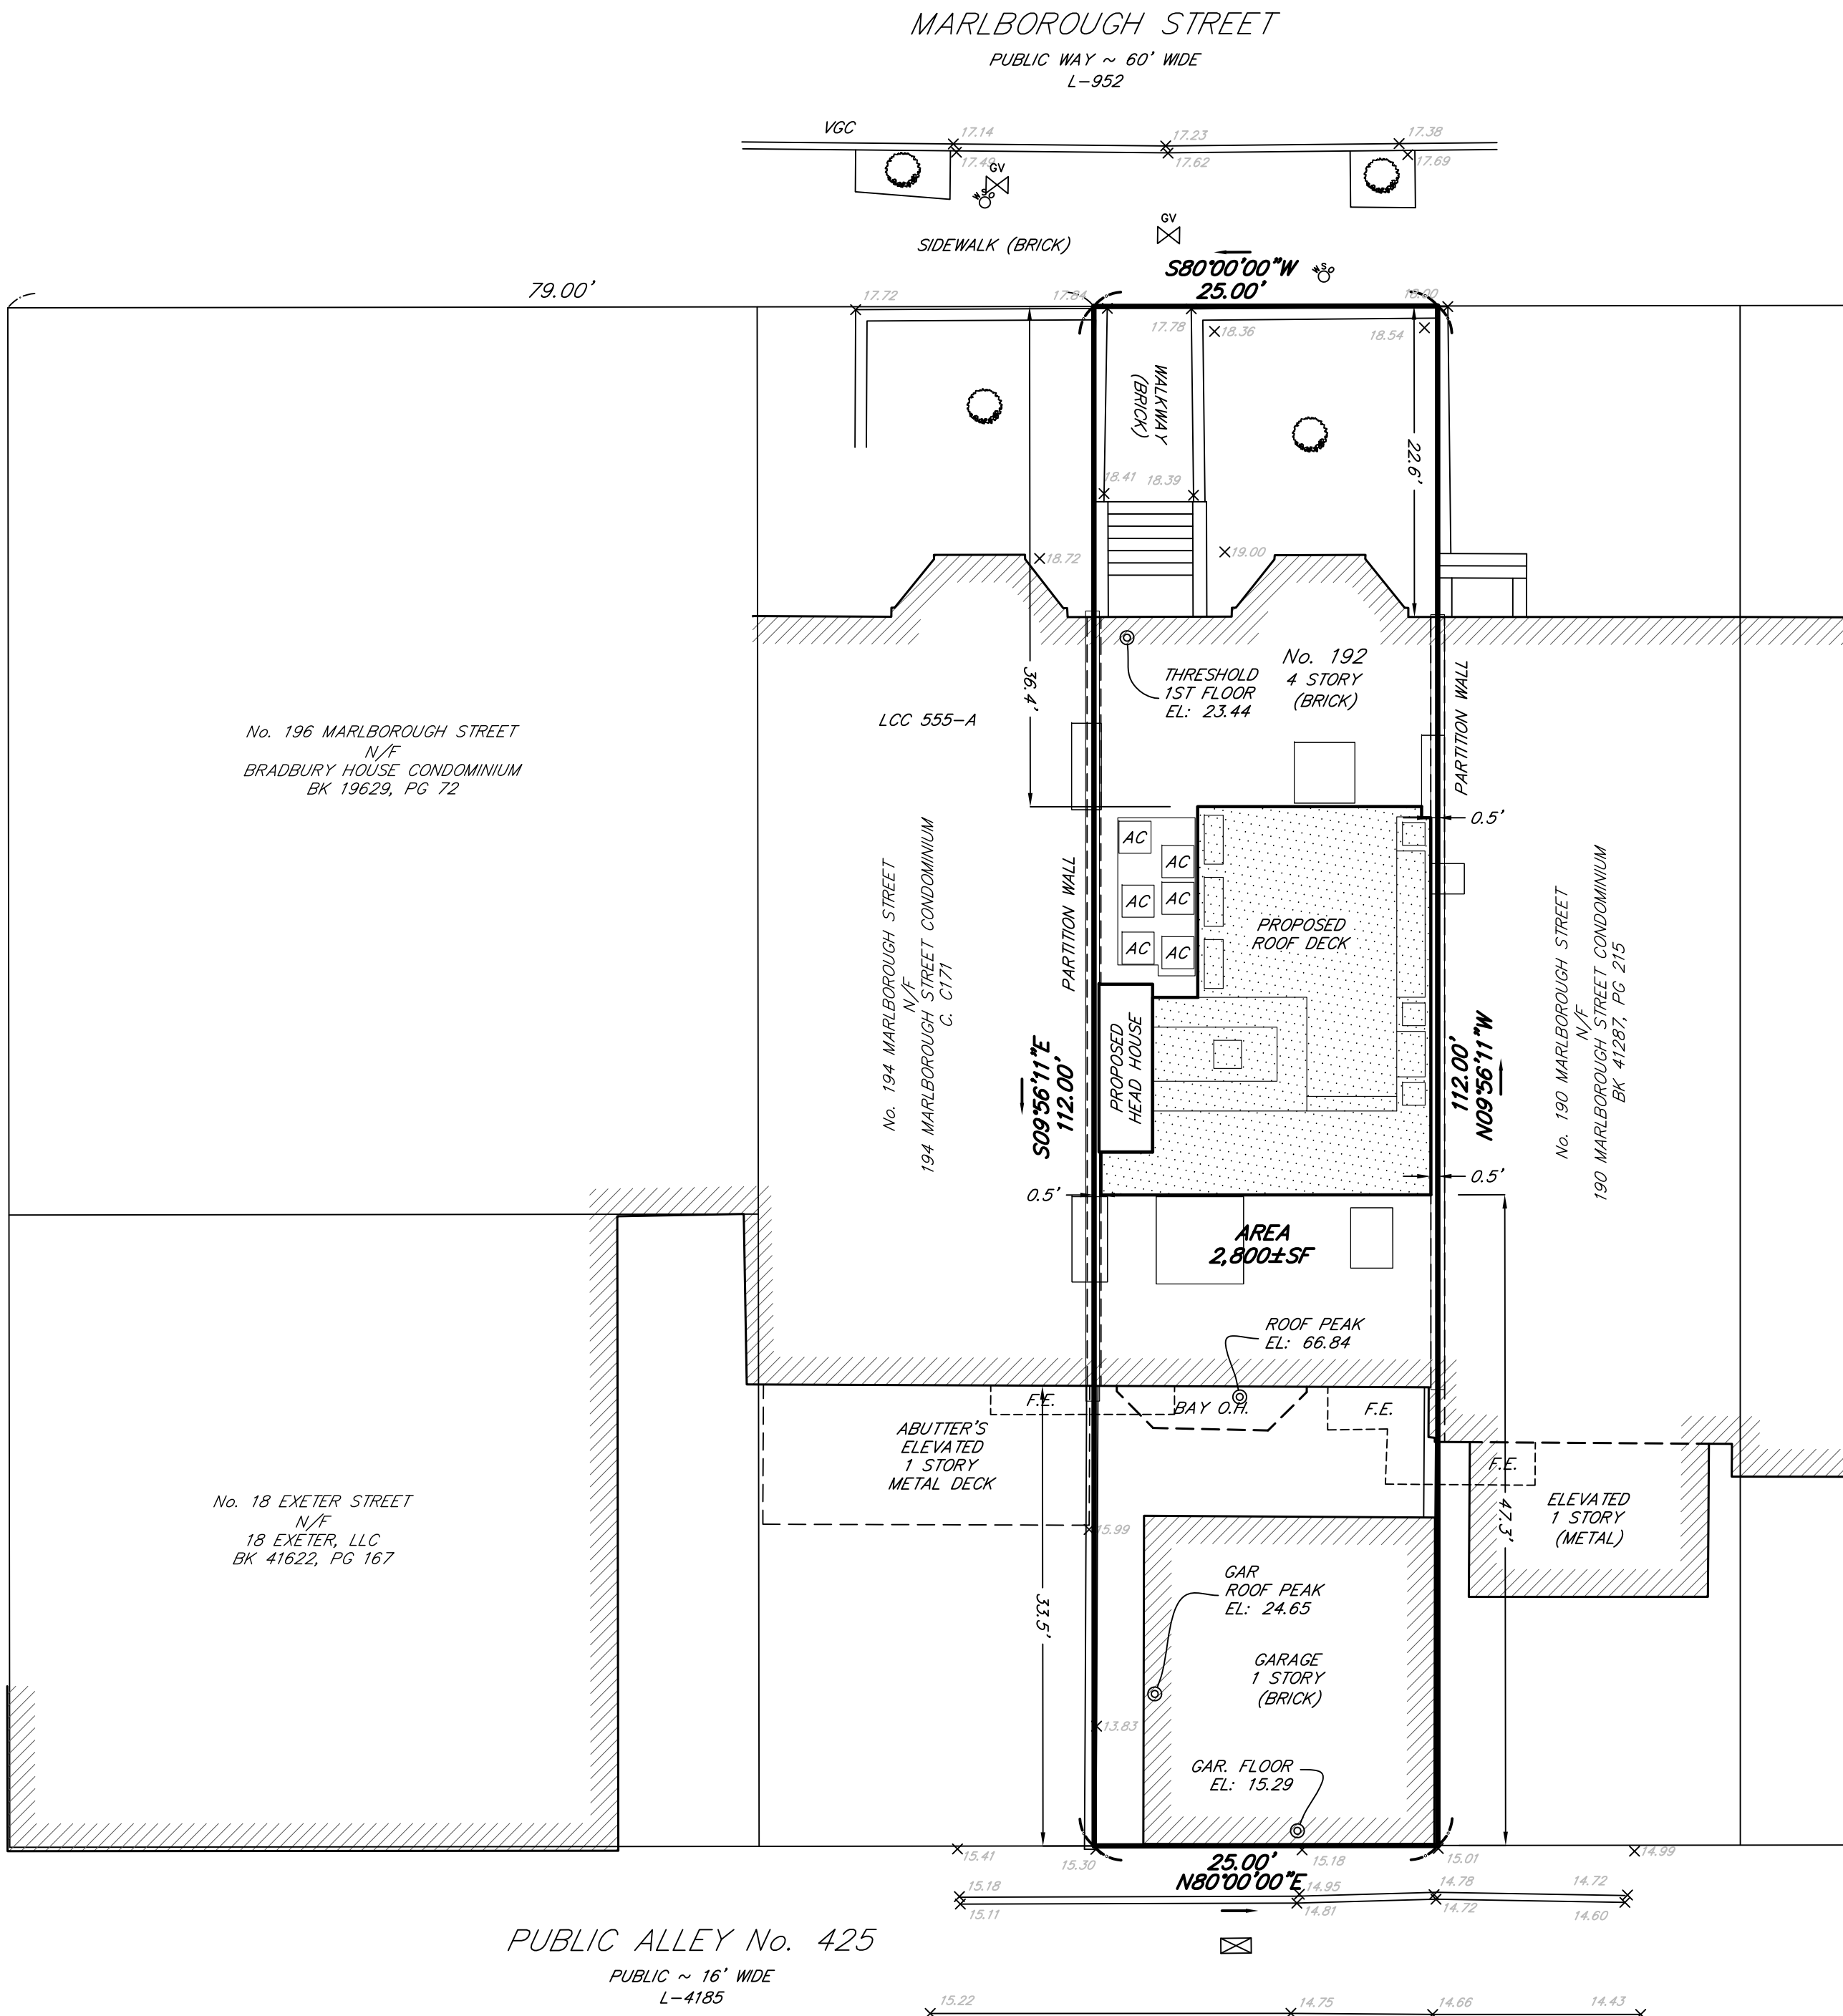 MARLBOROUGH STREET
PUBLIC WAY ~ 60' WIDE
L-952
VGC
17.14
17.23
17.38
17.49
17.62
17.69
GV
WSO
GV
SIDEWALK (BRICK)
S80°00'00"W
25.00'
WSO
79.00'
17.72
17.84
18.00
17.78
18.36
18.54
WALKWAY
(BRICK)
22.6'
18.41
18.39
18.72
19.00
36.4'
No. 192
4 STORY
(BRICK)
THRESHOLD
1ST FLOOR
EL: 23.44
PARTITION WALL
LCC 555-A
No. 196 MARLBOROUGH STREET
N/F
BRADBURY HOUSE CONDOMINIUM
BK 19629, PG 72
0.5'
AC
AC
AC
AC
AC
AC
PROPOSED
ROOF DECK
PARTITION WALL
No. 194 MARLBOROUGH STREET
N/F
194 MARLBOROUGH STREET CONDOMINIUM
C. C171
No. 190 MARLBOROUGH STREET
N/F
190 MARLBOROUGH STREET CONDOMINIUM
BK 41287, PG 215
S09°56'11"E
112.00'
PROPOSED
HEAD HOUSE
112.00'
N09°56'11"W
0.5'
0.5'
AREA
2,800±SF
ROOF PEAK
EL: 66.84
F.E.
BAY O.H.
F.E.
ABUTTER'S
ELEVATED
1 STORY
METAL DECK
F.E.
ELEVATED
1 STORY
(METAL)
47.3'
No. 18 EXETER STREET
N/F
18 EXETER, LLC
BK 41622, PG 167
15.99
33.5'
GAR
ROOF PEAK
EL: 24.65
GARAGE
1 STORY
(BRICK)
13.83
GAR. FLOOR
EL: 15.29
15.41
15.30
25.00'
N80°00'00"E
15.18
15.01
14.99
15.18
14.95
14.78
14.72
15.11
14.81
14.72
14.60
PUBLIC ALLEY No. 425
PUBLIC ~ 16' WIDE
L-4185
15.22
14.75
14.66
14.43